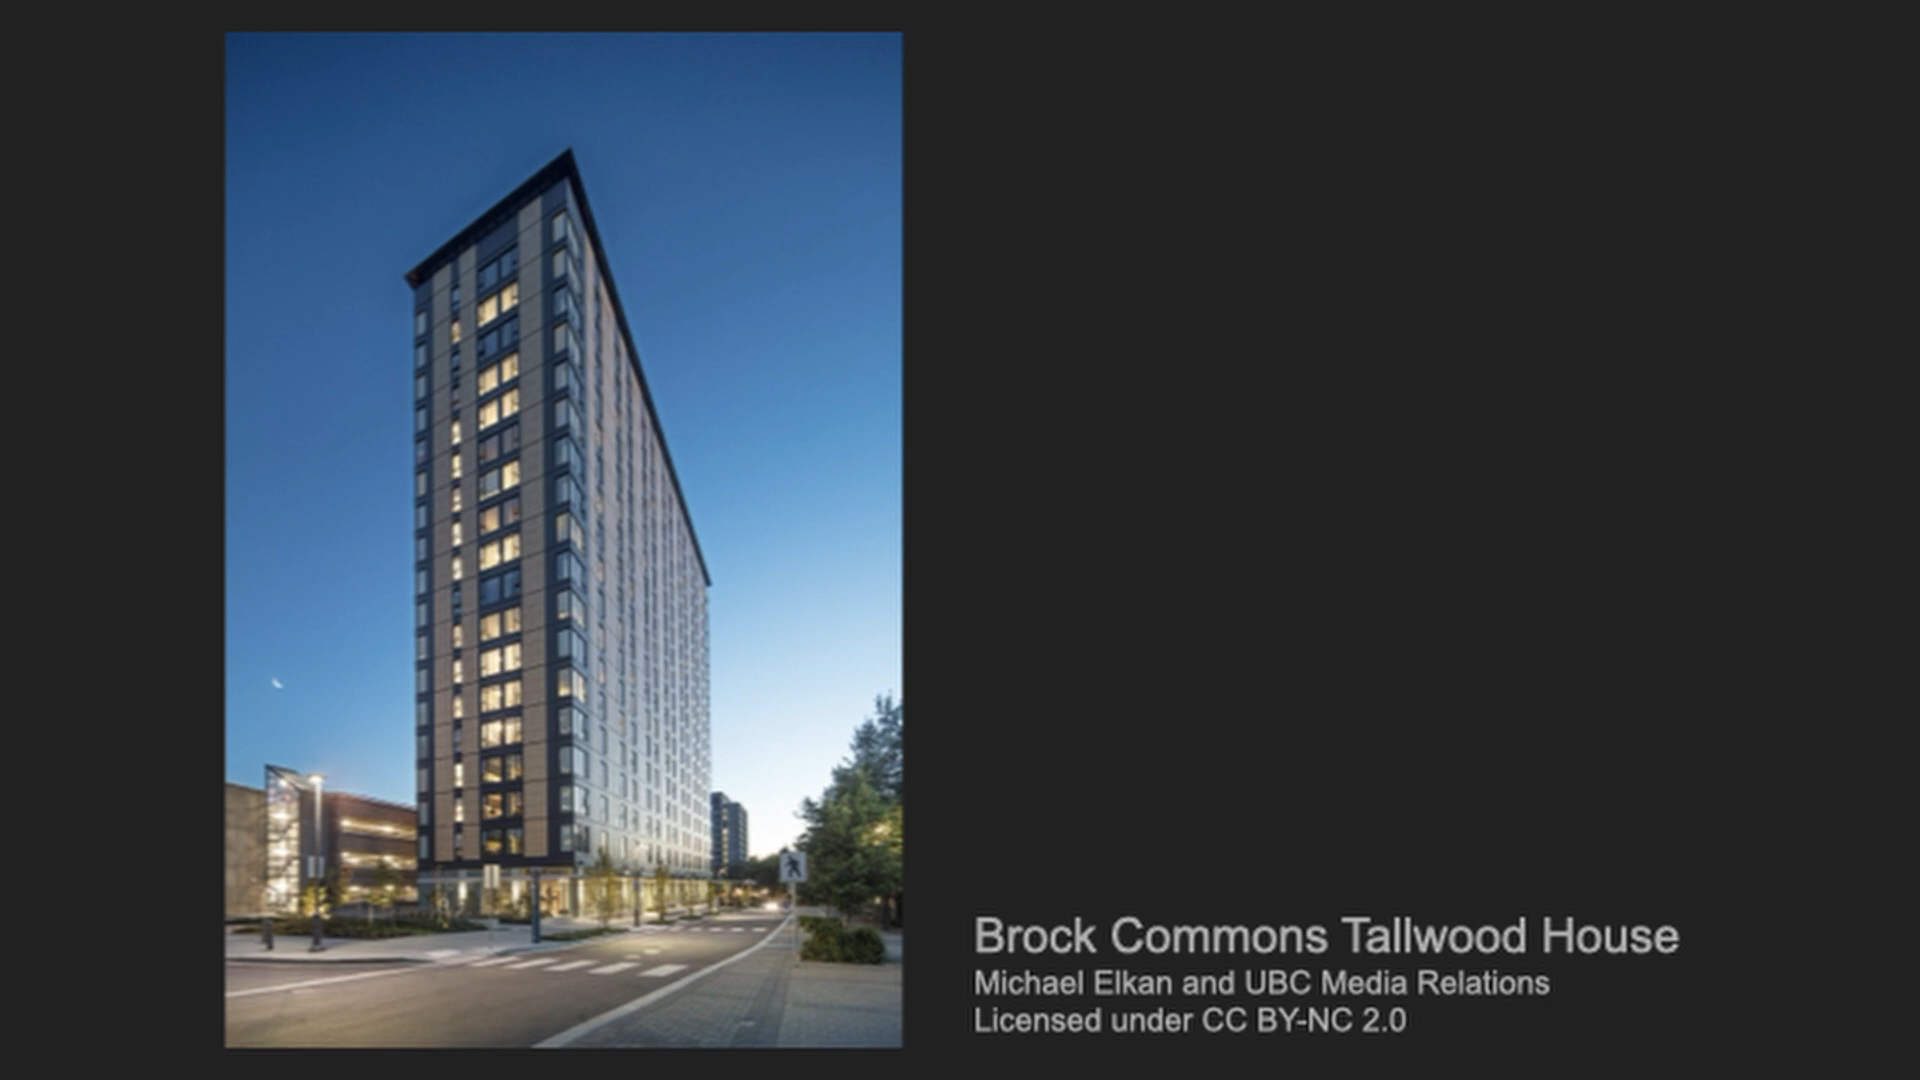 Brock Commons Tallwood House
Michael Elkan and UBC Media Relations
Licensed under CC BY-NC 2.0